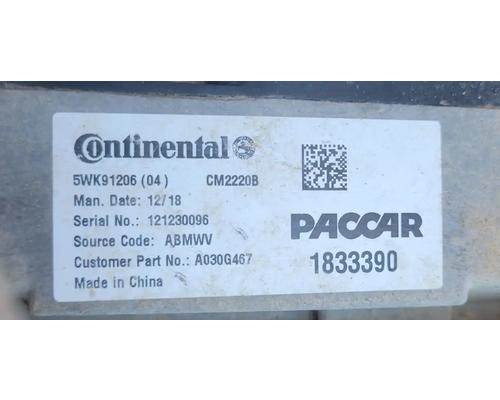 Continental
5WK91206 (04) CM2220B
Man. Date: 12/18
Serial No.: 121230096
Source Code: ABMWV
Customer Part No.: A030G467
Made in China
PACCAR
1833390